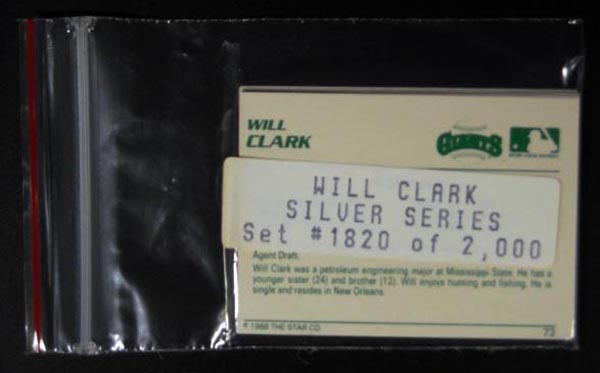 WILL
CLARK
GIANTS
WILL CLARK
SILVER SERIES
Set #1820 of 2,000
Agent Draft.
Will Clark was a petroleum engineering major at Mississippi State. He has a
younger sister (24) and brother (12). Will enjoys hunting and fishing. He is
single and resides in New Orleans.
© 1988 THE STAR CO.
73